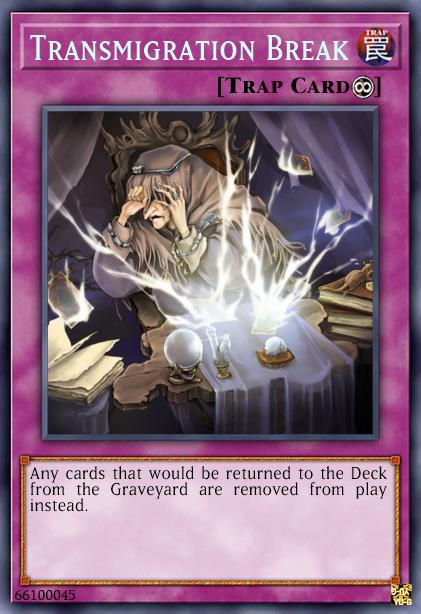 Transmigration Break
TRAP
罠
[Trap Card]
Any cards that would be returned to the Deck
from the Graveyard are removed from play
instead.
66100045